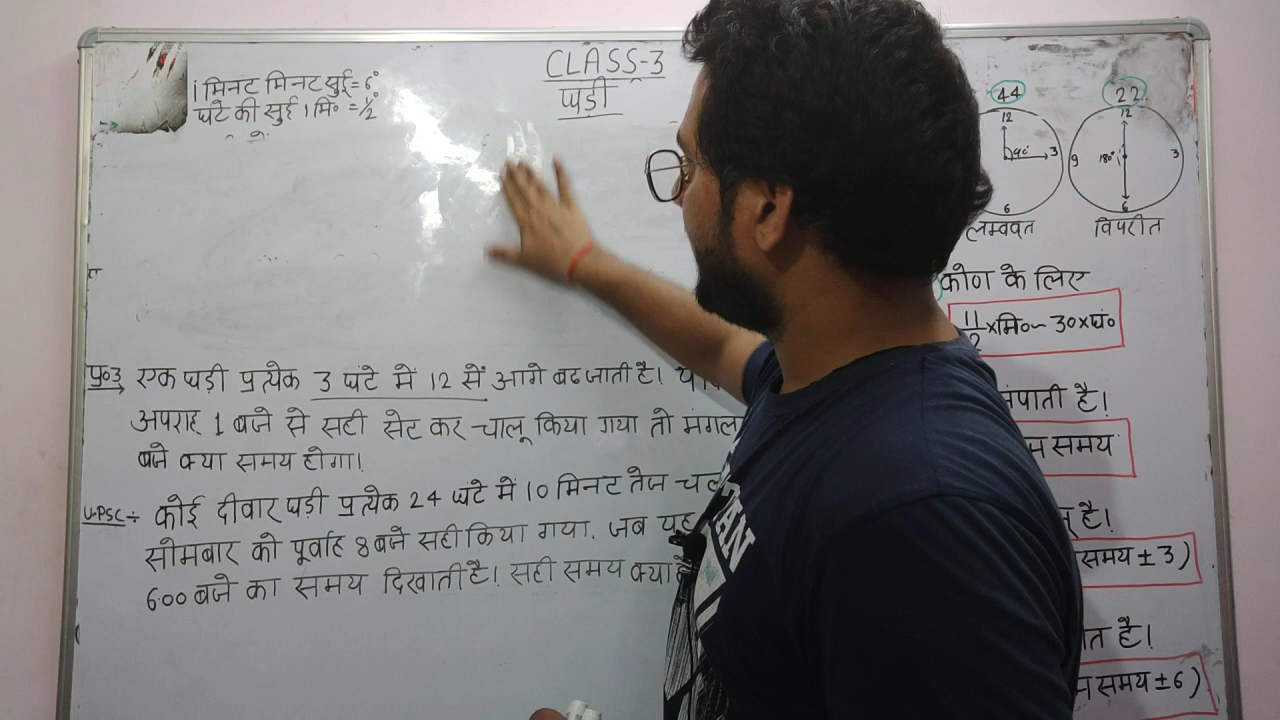 CLASS-3
घड़ी
1 मिनट मिनट सुई = 6°
घंटे की सुई 1 मि० = 1/2°
44
12
90°
3
6
लम्बवत
22
12
9
180°
3
6
विपरीत
कोण के लिए
11/2 ×मि०~ 30×घं०
प्र०3, एक घड़ी प्रत्येक 3 घंटे में 12 सें आगे बढ जाती है।
अपराह्न 1 बजे से सही सेट कर चालू किया गया तो
बजे क्या समय होगा।
U.PSC÷ कोई दीवार घड़ी प्रत्येक 24 घंटे में 10 मिनट तेज
सोमबार को पूर्वाह 8 बजे सही किया गया. जब यह
6.00 बजे का समय दिखाती है। सही समय क्या
है।
समय
है।
समय ± 3)
है।
समय ± 6)
TAN